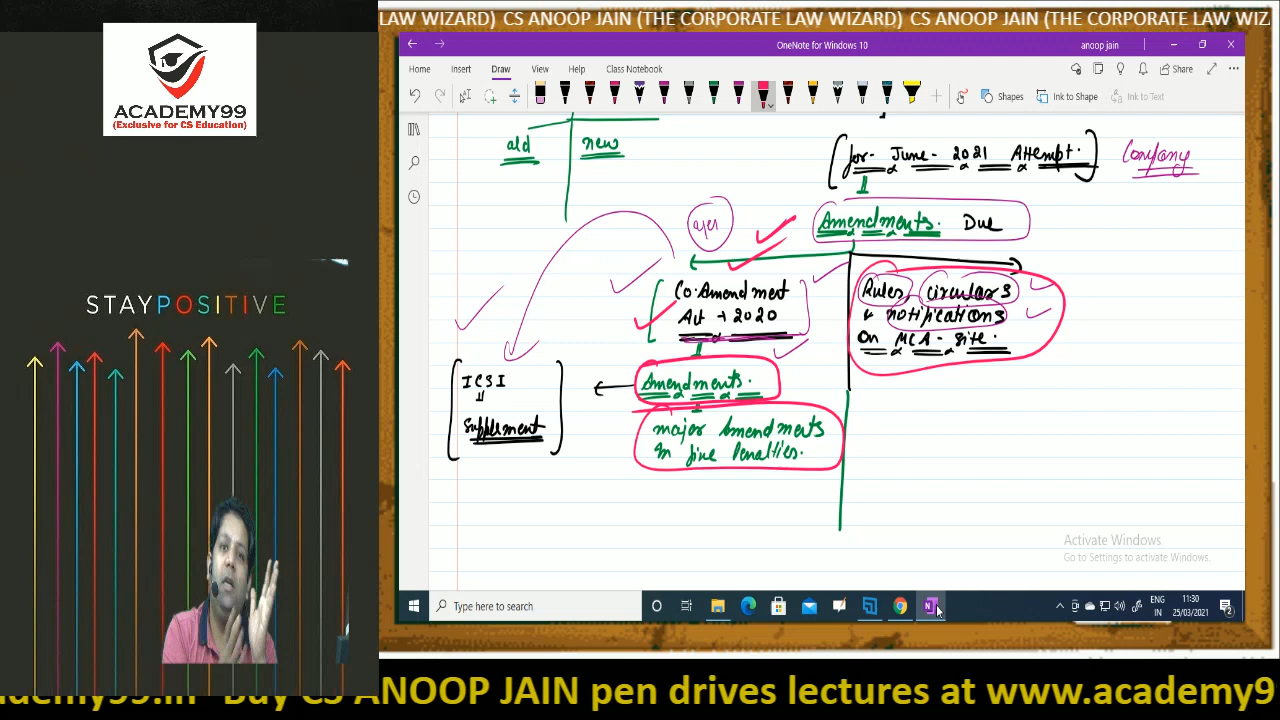 LAW WIZARD) CS ANOOP JAIN (THE CORPORATE LAW WIZARD) CS ANOOP JAIN (THE CORPORATE LAW WIZ
ACADEMY99
(Exclusive for CS Education)
STAYPOSITIVE
OneNote for Windows 10
anoop jain
Home Insert Draw View Help Class Notebook
Share
Shapes Ink to Shape Ink to Text
old new
for June - 2021 Attempt. Company
Amendments. Due
Co. Amendment
Act → 2020
Rules circulars
& notifications
On MCA - site.
ICSI
Supplement
Amendments.
major Amendments
In fine Penalties.
Activate Windows
Go to Settings to activate Windows.
Type here to search
ENG
IN
11:30
25/03/2021
2
ademy99.in Buy CS ANOOP JAIN pen drives lectures at www.academy9